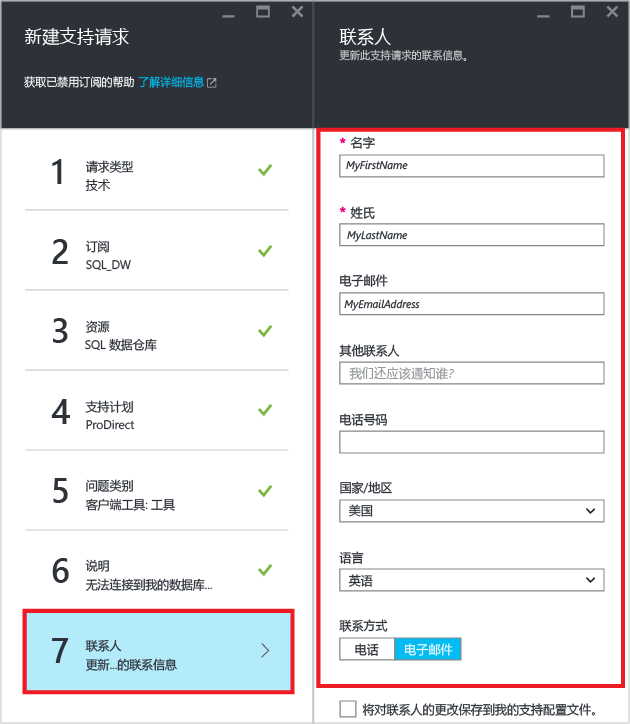 新建支持请求
获取已禁用订阅的帮助 了解详细信息
1 请求类型
技术
2 订阅
SQL_DW
3 资源
SQL 数据仓库
4 支持计划
ProDirect
5 问题类别
客户端工具: 工具
6 说明
无法连接到我的数据库...
7 联系人
更新...的联系信息
联系人
更新此支持请求的联系信息。
* 名字
MyFirstName
* 姓氏
MyLastName
电子邮件
MyEmailAddress
其他联系人
我们还应该通知谁?
电话号码
国家/地区
美国
语言
英语
联系方式
电话 电子邮件
将对联系人的更改保存到我的支持配置文件。